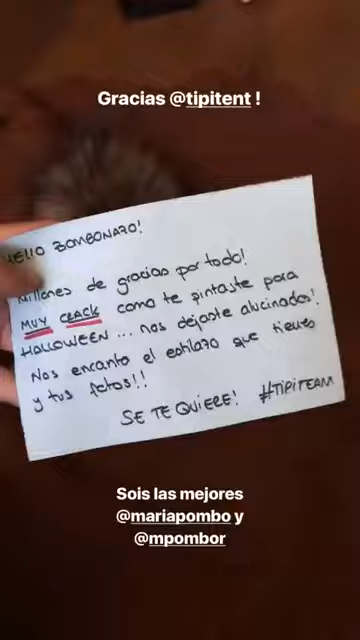 Gracias @tipitent !
HELLO BOMBONAZO!
Millones de gracias por todo!
MUY CRACK como te pintaste para
HALLOWEEN... nos dejaste alucinados!
Nos encanto el estilazo que tienes
y tus fotos!!
SE TE QUIERE! #TIPITEAM
Sois las mejores
@mariapombo y
@mpombor